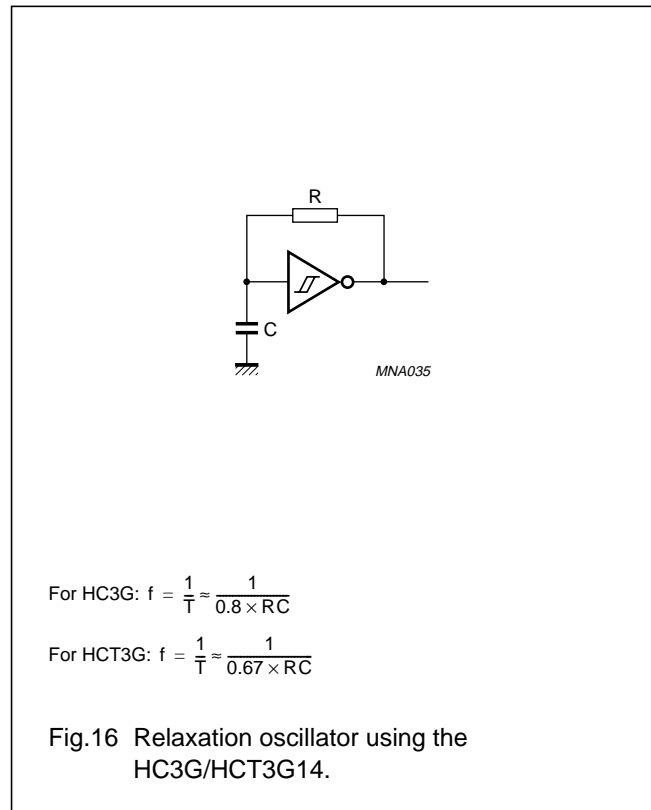 R
C
MNA035
For HC3G: f = 1/T ≈ 1/(0.8 × RC)
For HCT3G: f = 1/T ≈ 1/(0.67 × RC)
Fig.16 Relaxation oscillator using the
HC3G/HCT3G14.